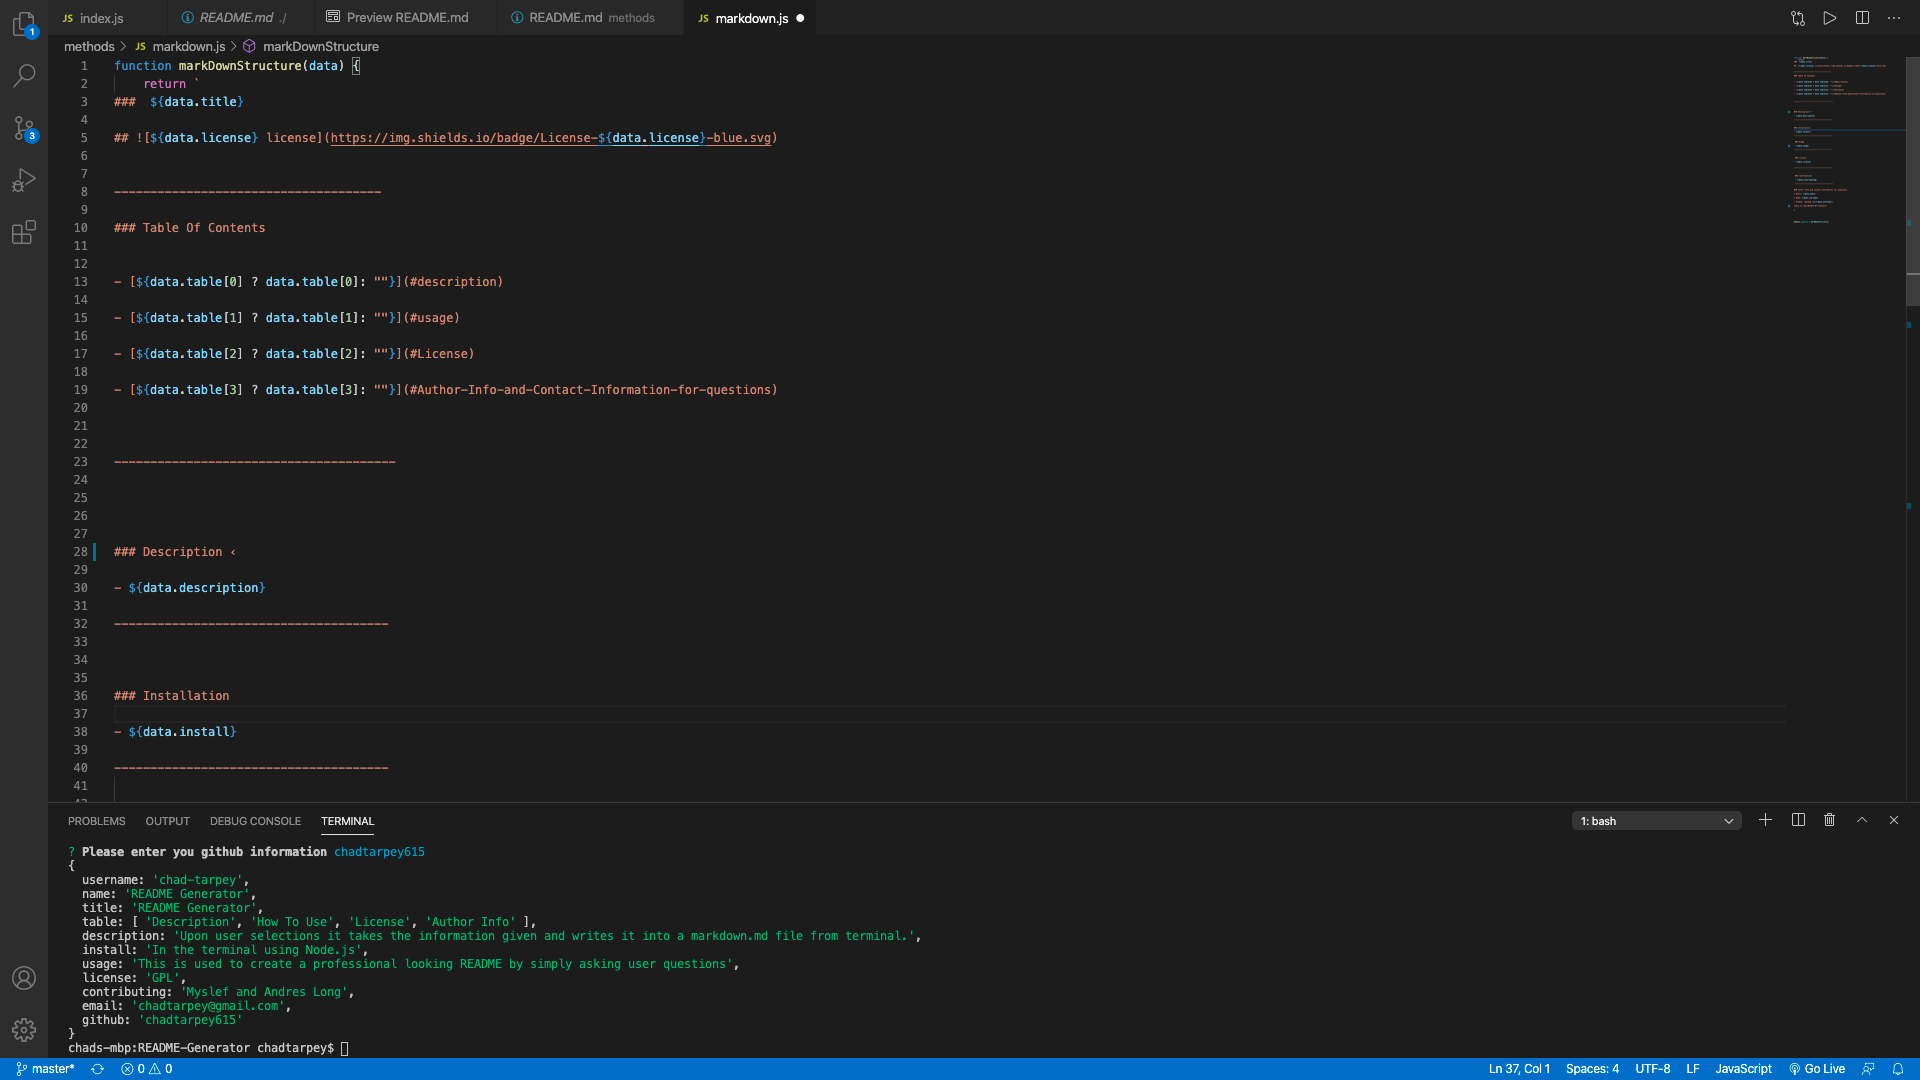 index.js
README.md ./
Preview README.md
README.md methods
JS markdown.js
methods > JS markdown.js > markDownStructure
1 function markDownStructure(data) {
2 return `
3 ###  ${data.title}
4
5 ## ![${data.license} license](https://img.shields.io/badge/License-${data.license}-blue.svg)
6
7
8 -------------------------------------
9
10 ### Table Of Contents
11
12
13 - [${data.table[0] ? data.table[0]: ""}](#description)
14
15 - [${data.table[1] ? data.table[1]: ""}](#usage)
16
17 - [${data.table[2] ? data.table[2]: ""}](#License)
18
19 - [${data.table[3] ? data.table[3]: ""}](#Author-Info-and-Contact-Information-for-questions)
20
21
22
23 ---------------------------------------
24
25
26
27
28 ### Description ‹
29
30 - ${data.description}
31
32 --------------------------------------
33
34
35
36 ### Installation
37
38 - ${data.install}
39
40 --------------------------------------
41
PROBLEMS OUTPUT DEBUG CONSOLE TERMINAL 1: bash
? Please enter you github information chadtarpey615
{
username: 'chad-tarpey',
name: 'README Generator',
title: 'README Generator',
table: [ 'Description', 'How To Use', 'License', 'Author Info' ],
description: 'Upon user selections it takes the information given and writes it into a markdown.md file from terminal.',
install: 'In the terminal using Node.js',
usage: 'This is used to create a professional looking README by simply asking user questions',
license: 'GPL',
contributing: 'Myslef and Andres Long',
email: 'chadtarpey@gmail.com',
github: 'chadtarpey615'
}
chads-mbp:README-Generator chadtarpey$
master* 0 0 Ln 37, Col 1 Spaces: 4 UTF-8 LF JavaScript Go Live